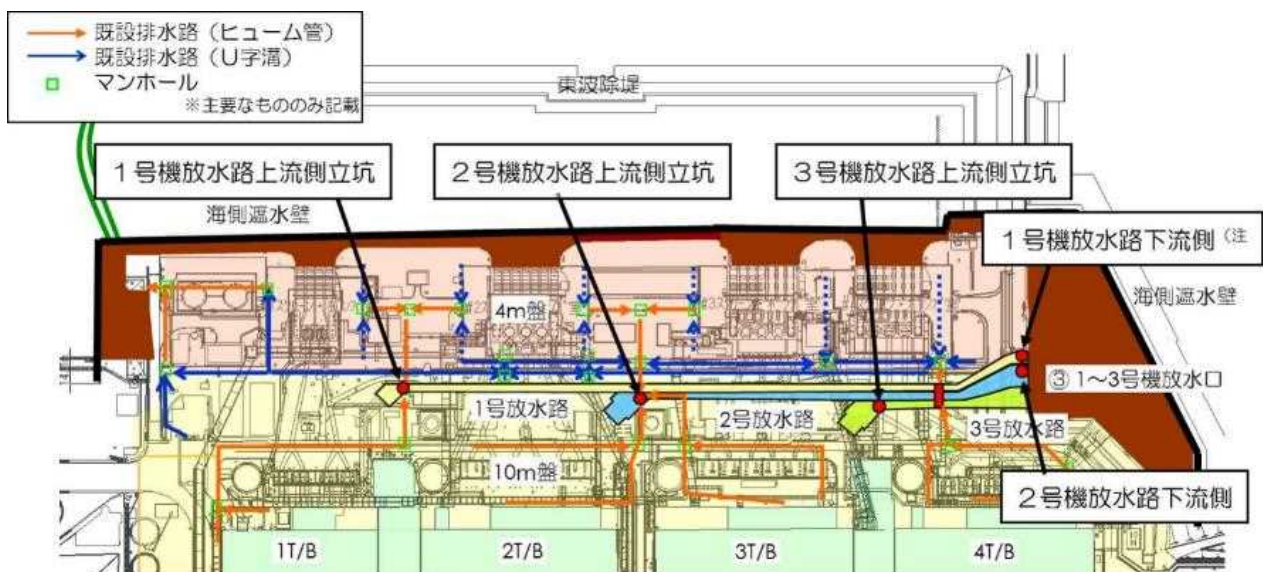 既設排水路（ヒューム管）
既設排水路（U字溝）
マンホール
※主要なもののみ記載
東波除堤
１号機放水路上流側立坑
２号機放水路上流側立坑
３号機放水路上流側立坑
海側遮水壁
１号機放水路下流側（注
海側遮水壁
4m盤
③ 1～3号機放水口
1号放水路
2号放水路
3号放水路
10m盤
２号機放水路下流側
1T/B
2T/B
3T/B
4T/B